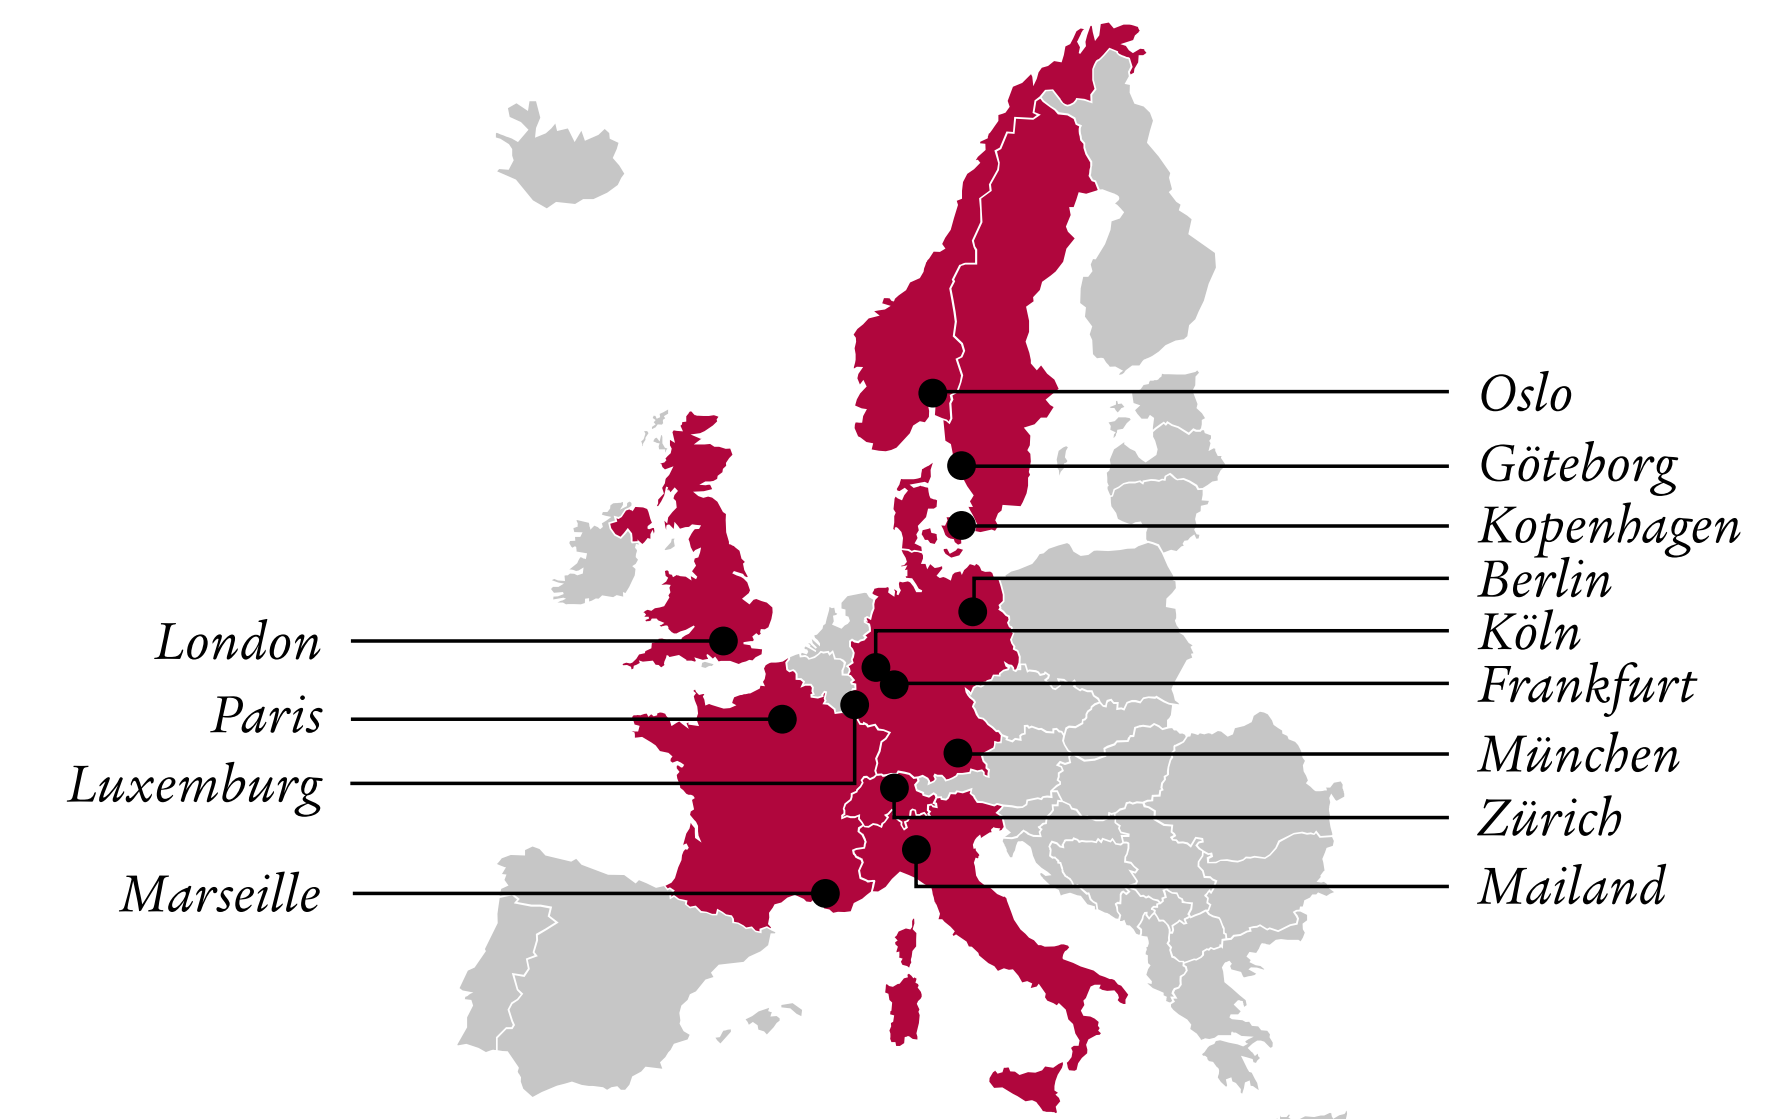 London
Paris
Luxemburg
Marseille
Oslo
Göteborg
Kopenhagen
Berlin
Köln
Frankfurt
München
Zürich
Mailand